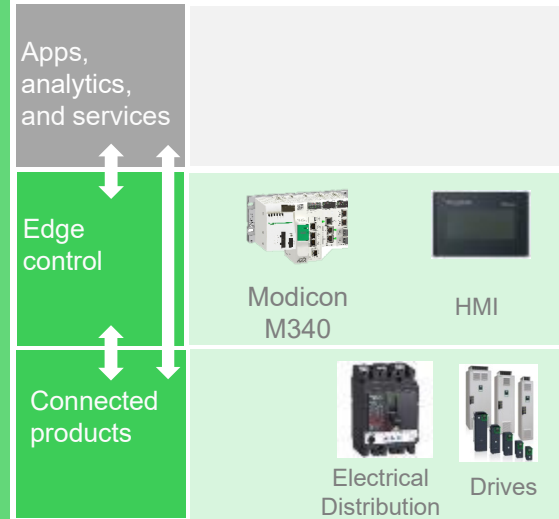 Apps,
analytics,
and services
Edge
control
Modicon
M340
HMI
Connected
products
Electrical
Distribution
Drives